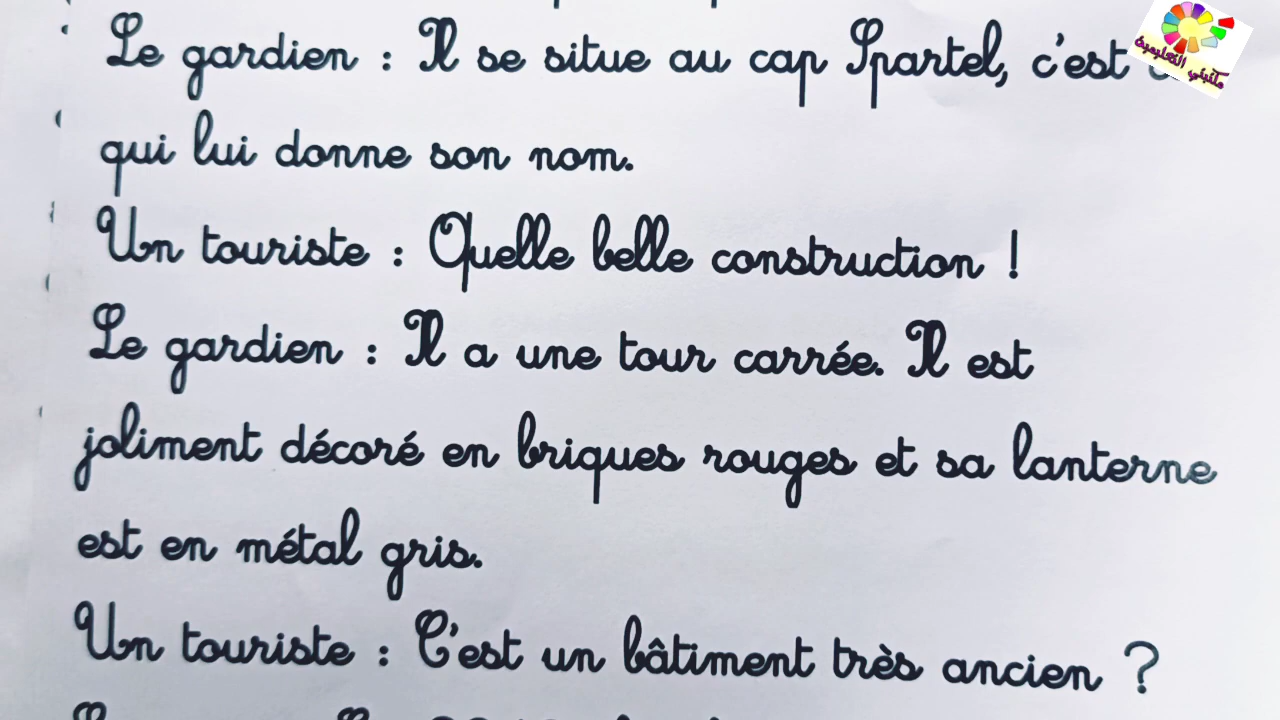 Le gardien : Il se situe au cap Spartel, c'est
qui lui donne son nom.
Un touriste : Quelle belle construction !
Le gardien : Il a une tour carrée. Il est
joliment décoré en briques rouges et sa lanterne
est en métal gris.
Un touriste : C'est un bâtiment très ancien ?
مكتبتي التعليمية